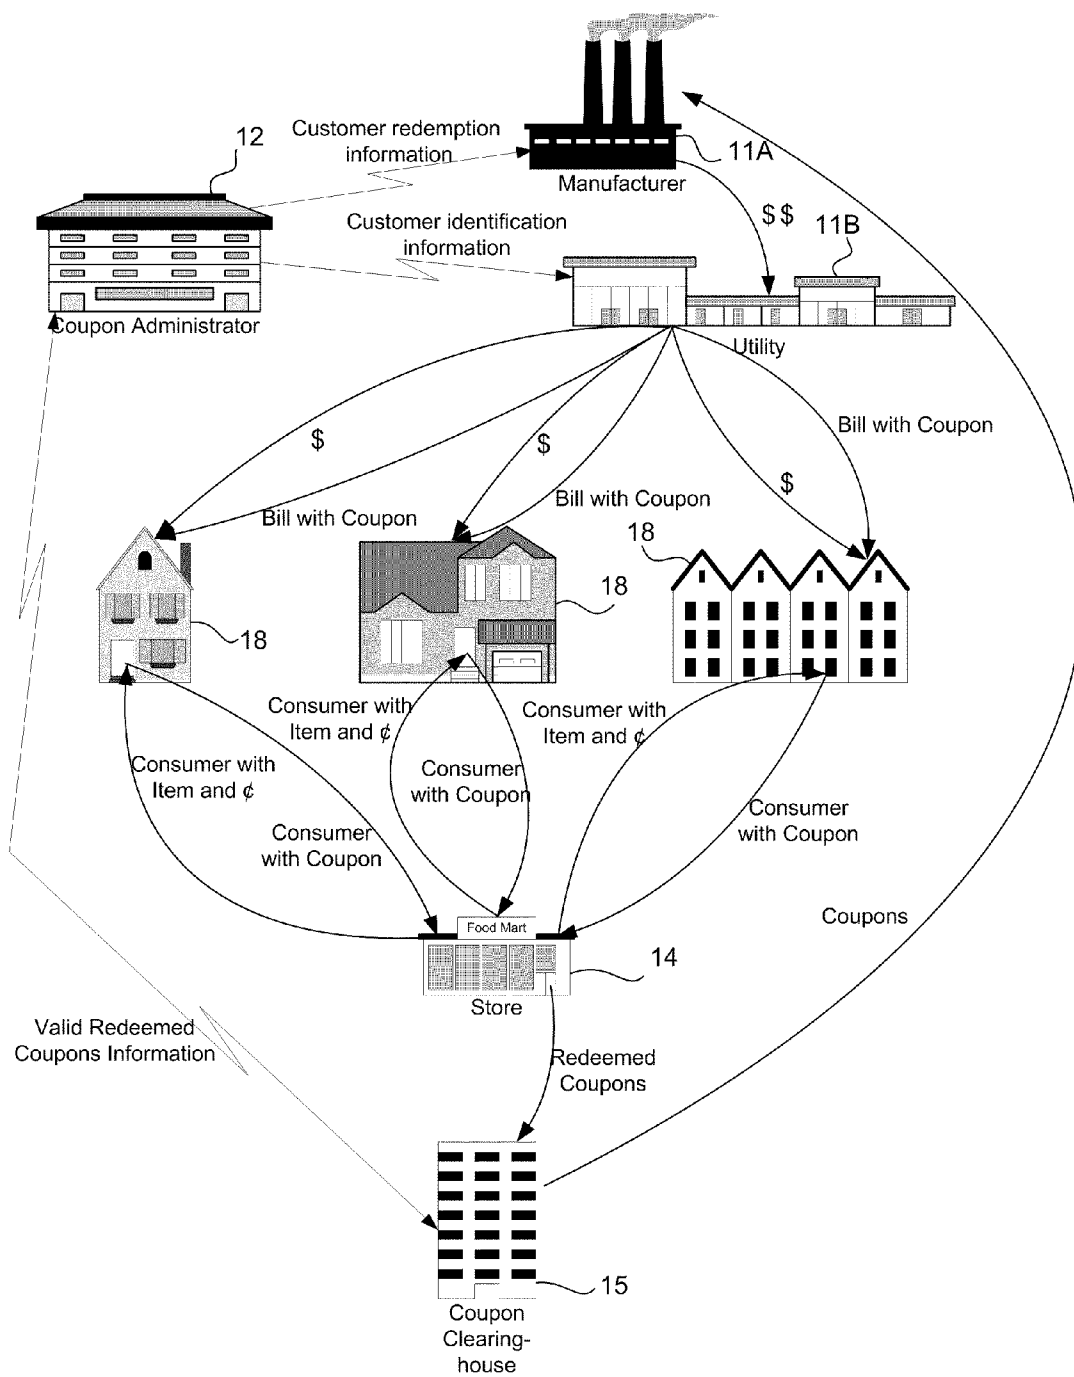 12
Customer redemption
information
11A
Manufacturer
Customer identification
information
$$
11B
Coupon Administrator
Utility
$
$
Bill with Coupon
$
Bill with Coupon
Bill with Coupon
18
18
18
Consumer with
Item and ¢
Consumer with
Item and ¢
Consumer with
Item and ¢
Consumer
with Coupon
Consumer
with Coupon
Consumer
with Coupon
Coupons
Food Mart
14
Store
Valid Redeemed
Coupons Information
Redeemed
Coupons
15
Coupon
Clearing-
house